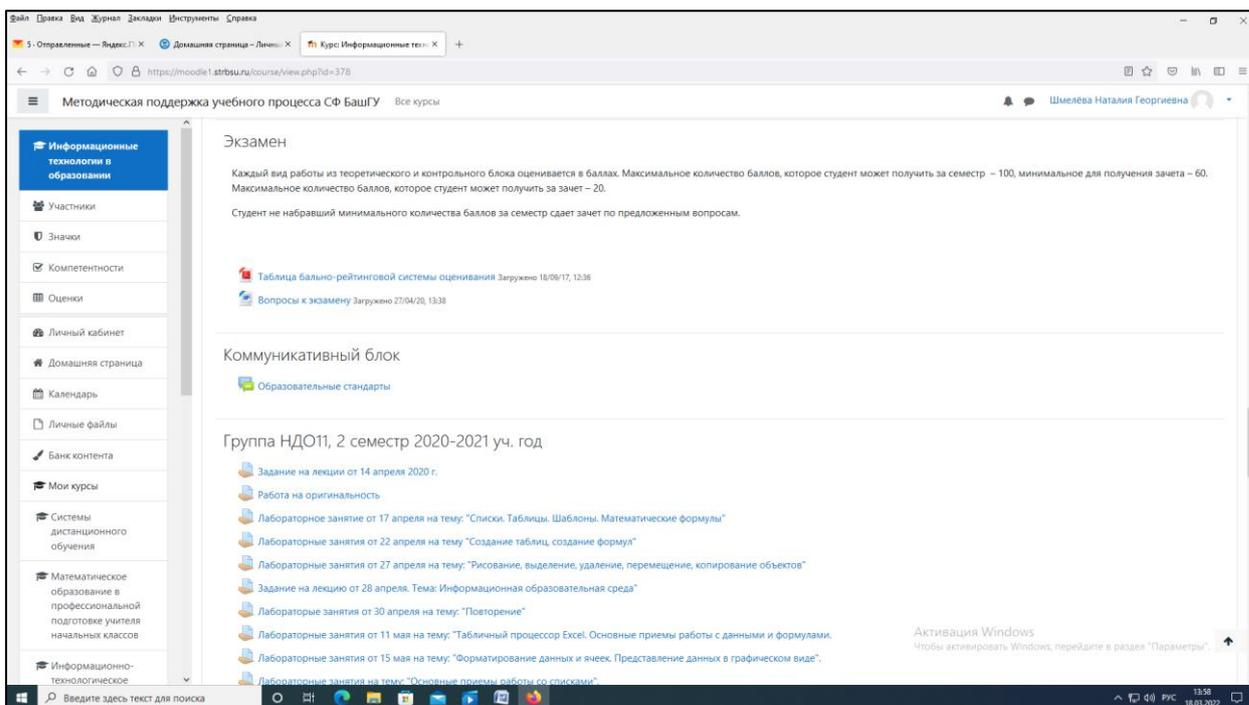 Файл Правка Вид Журнал Закладки Инструменты Справка
5 · Отправленные — Яндекс.П
Домашняя страница – Личны
Курс: Информационные техн
https://moodle1.strbsu.ru/course/view.php?id=378
Методическая поддержка учебного процесса СФ БашГУ Все курсы
Шмелёва Наталия Георгиевна
Информационные
технологии в
образовании
Участники
Значки
Компетентности
Оценки
Личный кабинет
Домашняя страница
Календарь
Личные файлы
Банк контента
Мои курсы
Системы
дистанционного
обучения
Математическое
образование в
профессиональной
подготовке учителя
начальных классов
Информационно-
технологическое
Экзамен
Каждый вид работы из теоретического и контрольного блока оценивается в баллах. Максимальное количество баллов, которое студент может получить за семестр – 100, минимальное для получения зачета – 60.
Максимальное количество баллов, которое студент может получить за зачет – 20.
Студент не набравший минимального количества баллов за семестр сдает зачет по предложенным вопросам.
Таблица бально-рейтинговой системы оценивания Загружено 18/09/17, 12:36
Вопросы к экзамену Загружено 27/04/20, 13:38
Коммуникативный блок
Образовательные стандарты
Группа НДО11, 2 семестр 2020-2021 уч. год
Задание на лекции от 14 апреля 2020 г.
Работа на оригинальность
Лабораторное занятие от 17 апреля на тему: "Списки. Таблицы. Шаблоны. Математические формулы"
Лабораторные занятия от 22 апреля на тему "Создание таблиц, создание формул"
Лабораторные занятия от 27 апреля на тему: "Рисование, выделение, удаление, перемещение, копирование объектов"
Задание на лекцию от 28 апреля. Тема: Информационная образовательная среда"
Лабораторые занятия от 30 апреля на тему: "Повторение"
Лабораторные занятия от 11 мая на тему: "Табличный процессор Excel. Основные приемы работы с данными и формулами.
Лабораторные занятия от 15 мая на тему: "Форматирование данных и ячеек. Представление данных в графическом виде".
Лабораторные занятия на тему: "Основные приемы работы со списками".
Активация Windows
Чтобы активировать Windows, перейдите в раздел "Параметры".
Введите здесь текст для поиска
РУС
13:58
18.03.2022